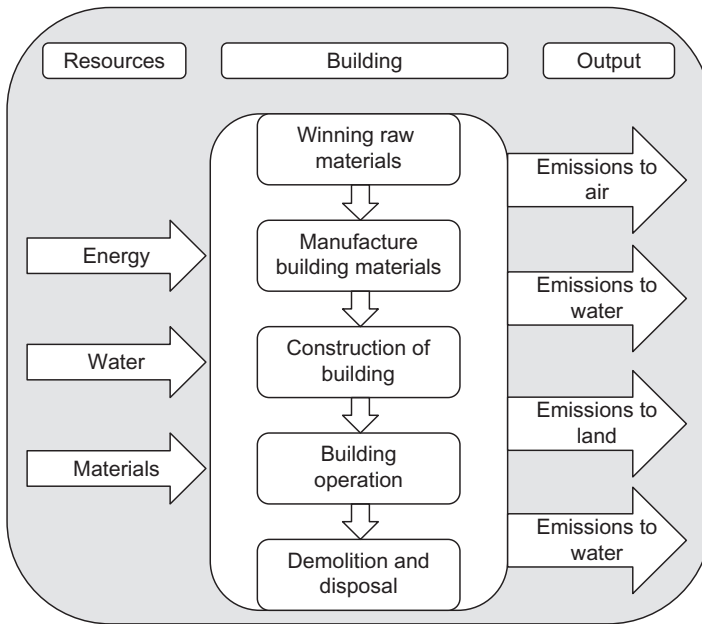 Resources
Building
Output
Winning raw
materials
Manufacture
building materials
Construction of
building
Building
operation
Demolition and
disposal
Energy
Water
Materials
Emissions to
air
Emissions to
water
Emissions to
land
Emissions to
water